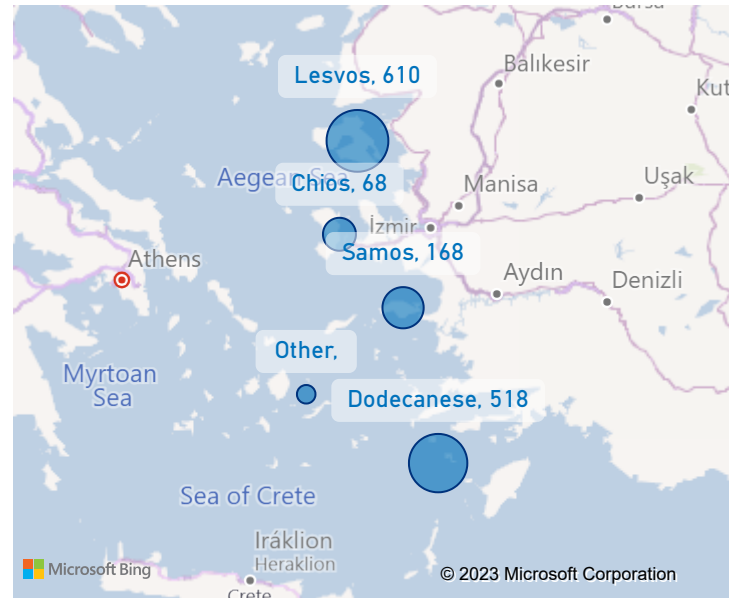 Bursa
Lesvos, 610
Balıkesir
Kut
Aegean Sea
Chios, 68
Manisa
Uşak
İzmir
Samos, 168
Athens
Aydın
Denizli
Other,
Myrtoan
Sea
Dodecanese, 518
Sea of Crete
Iráklion
Heraklion
Microsoft Bing
© 2023 Microsoft Corporation
Crete